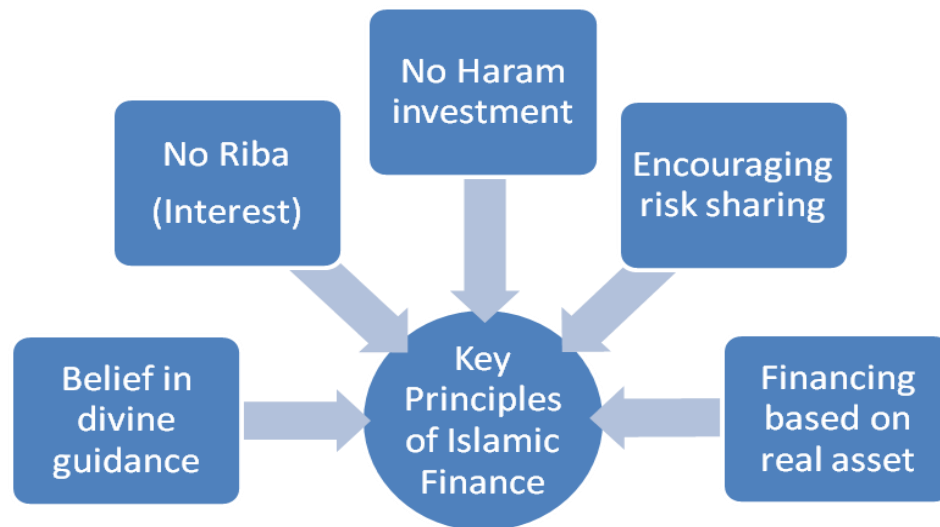 No Haram
investment
No Riba
(Interest)
Encouraging
risk sharing
Belief in
divine
guidance
Key
Principles
of Islamic
Finance
Financing
based on
real asset